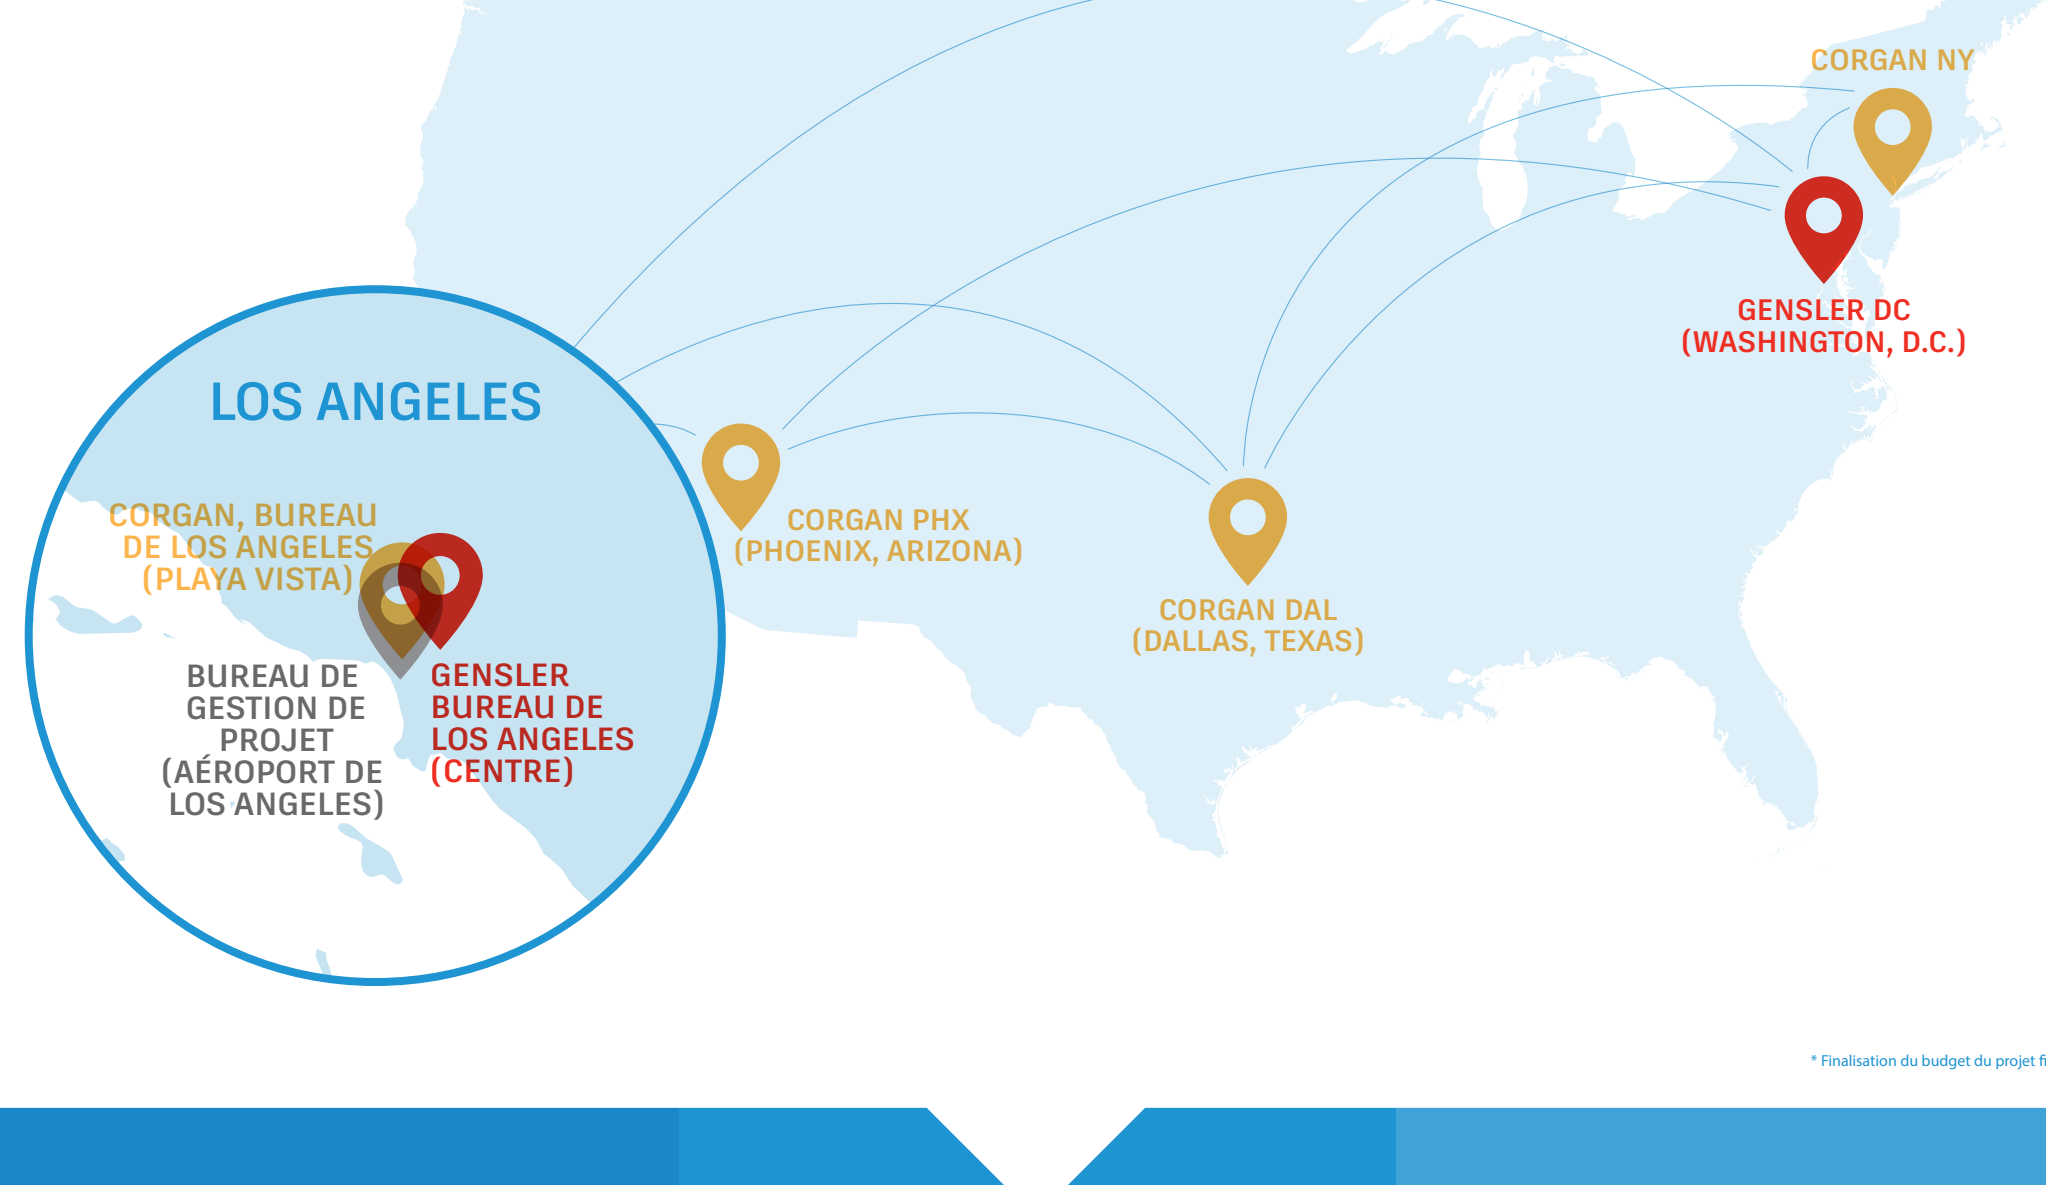 CORGAN NY
GENSLER DC
(WASHINGTON, D.C.)
LOS ANGELES
CORGAN, BUREAU
DE LOS ANGELES
(PLAYA VISTA)
CORGAN PHX
(PHOENIX, ARIZONA)
CORGAN DAL
(DALLAS, TEXAS)
BUREAU DE
GESTION DE
PROJET
(AÉROPORT DE
LOS ANGELES)
GENSLER
BUREAU DE
LOS ANGELES
(CENTRE)
* Finalisation du budget du projet